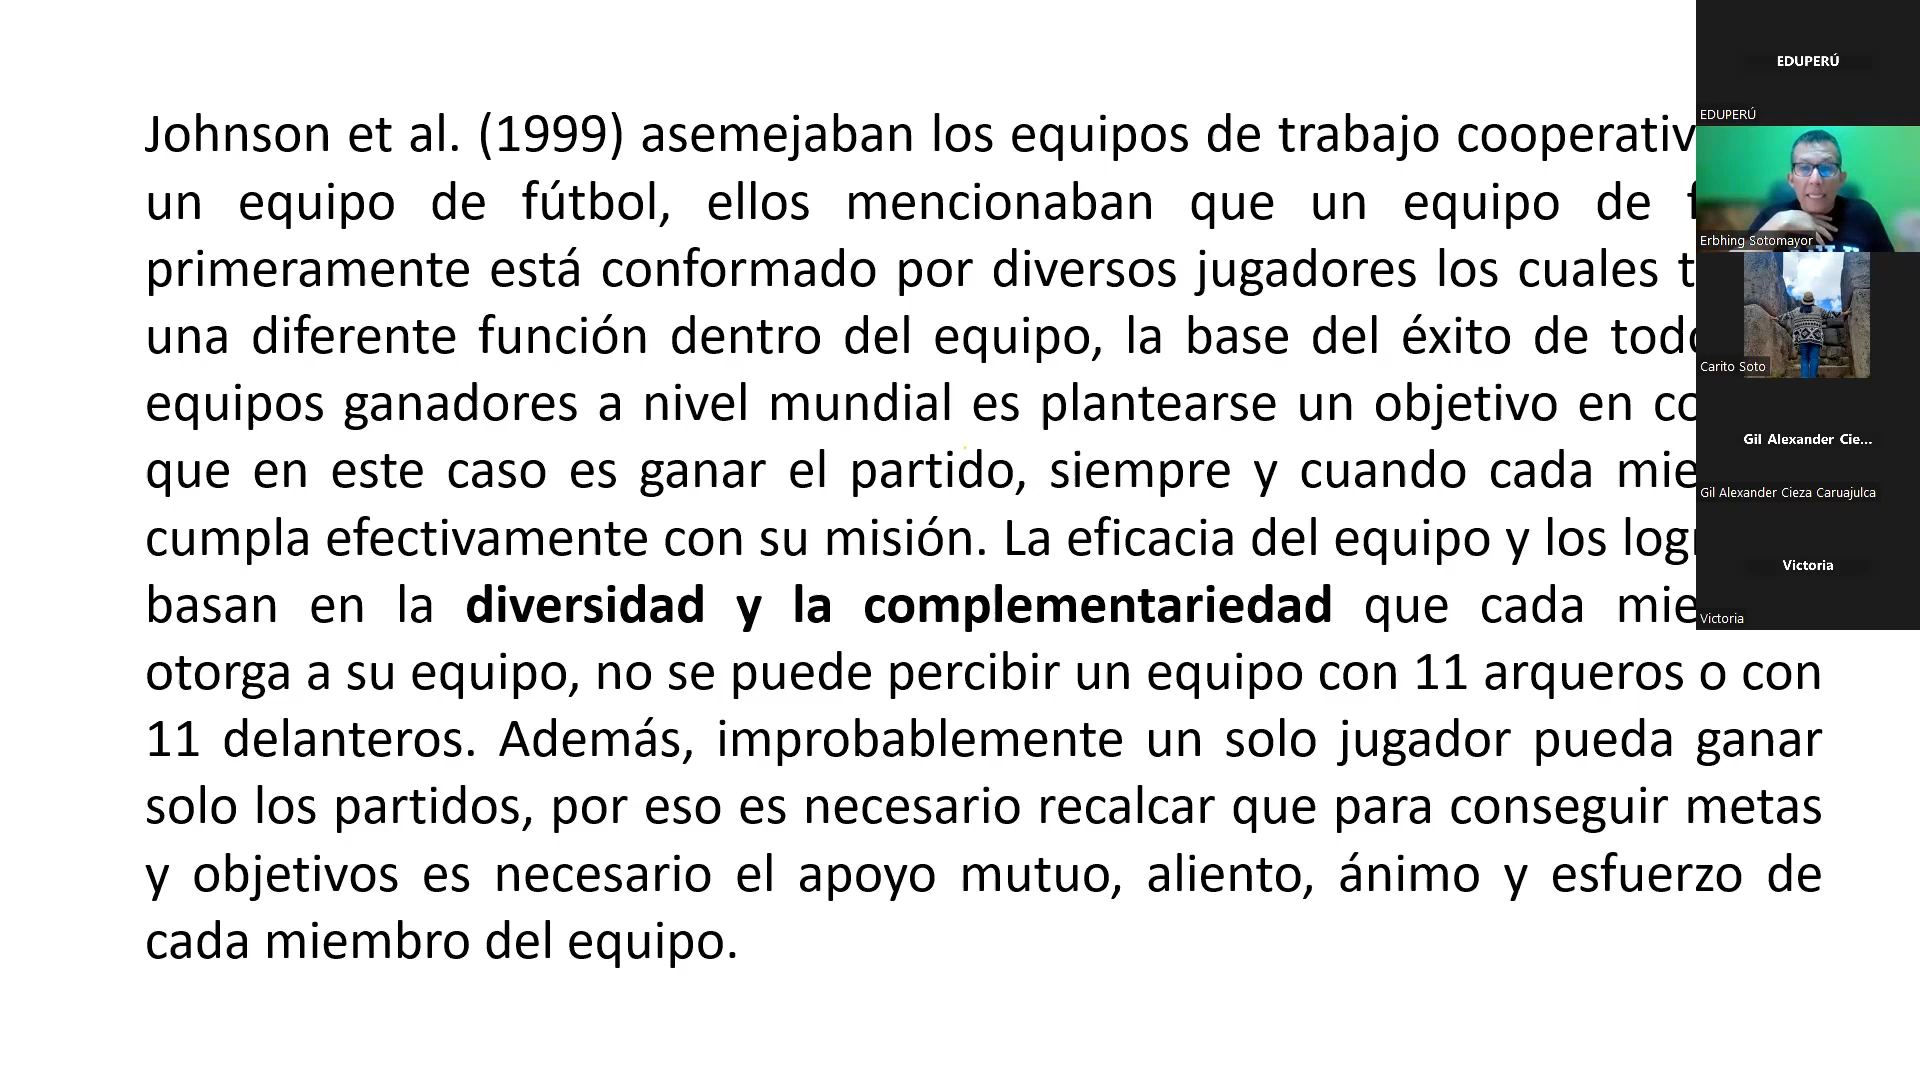 Johnson et al. (1999) asemejaban los equipos de trabajo cooperativ
un equipo de fútbol, ellos mencionaban que un equipo de
primeramente está conformado por diversos jugadores los cuales
una diferente función dentro del equipo, la base del éxito de
equipos ganadores a nivel mundial es plantearse un objetivo en
que en este caso es ganar el partido, siempre y cuando cada
cumpla efectivamente con su misión. La eficacia del equipo y los
basan en la diversidad y la complementariedad que cada
otorga a su equipo, no se puede percibir un equipo con 11 arqueros o con
11 delanteros. Además, improbablemente un solo jugador pueda ganar
solo los partidos, por eso es necesario recalcar que para conseguir metas
y objetivos es necesario el apoyo mutuo, aliento, ánimo y esfuerzo de
cada miembro del equipo.
EDUPERÚ
EDUPERÚ
Erbhing Sotomayor
Carito Soto
Gil Alexander Cie...
Gil Alexander Cieza Caruajulca
Victoria
Victoria